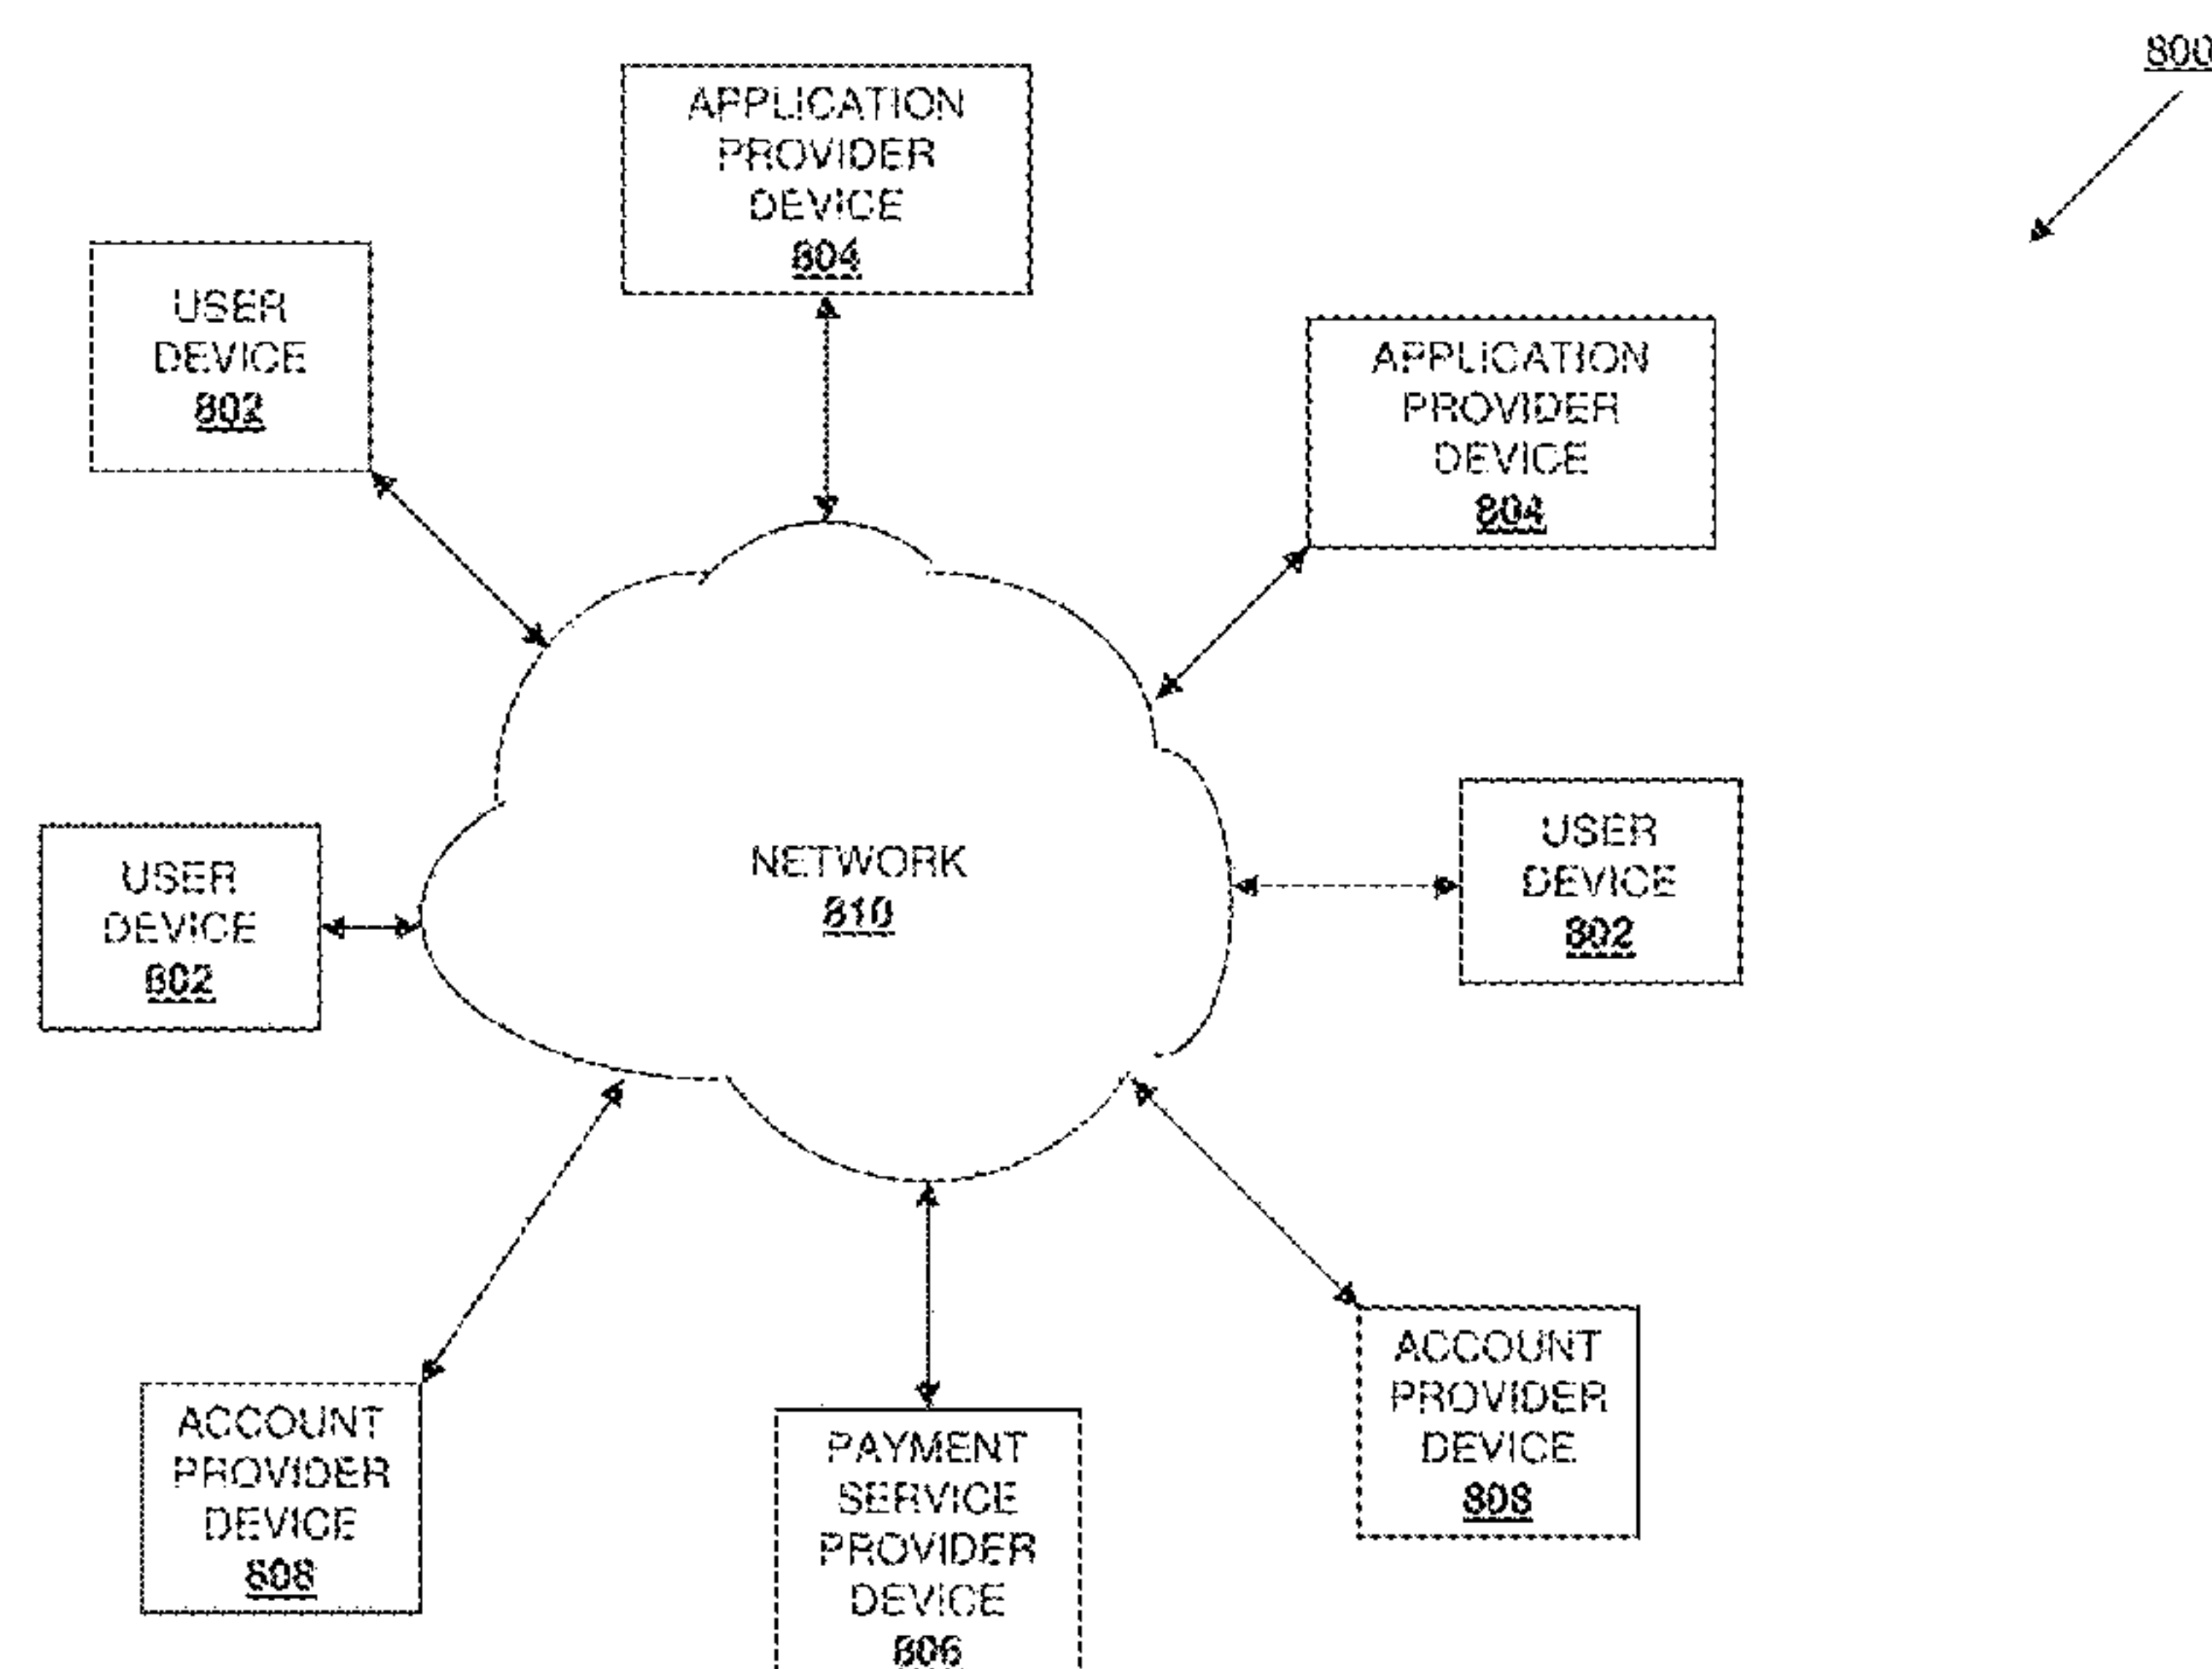 800
APPLICATION
PROVIDER
DEVICE
804
USER
DEVICE
802
APPLICATION
PROVIDER
DEVICE
804
USER
DEVICE
802
NETWORK
810
USER
DEVICE
802
ACCOUNT
PROVIDER
DEVICE
808
PAYMENT
SERVICE
PROVIDER
DEVICE
806
ACCOUNT
PROVIDER
DEVICE
808